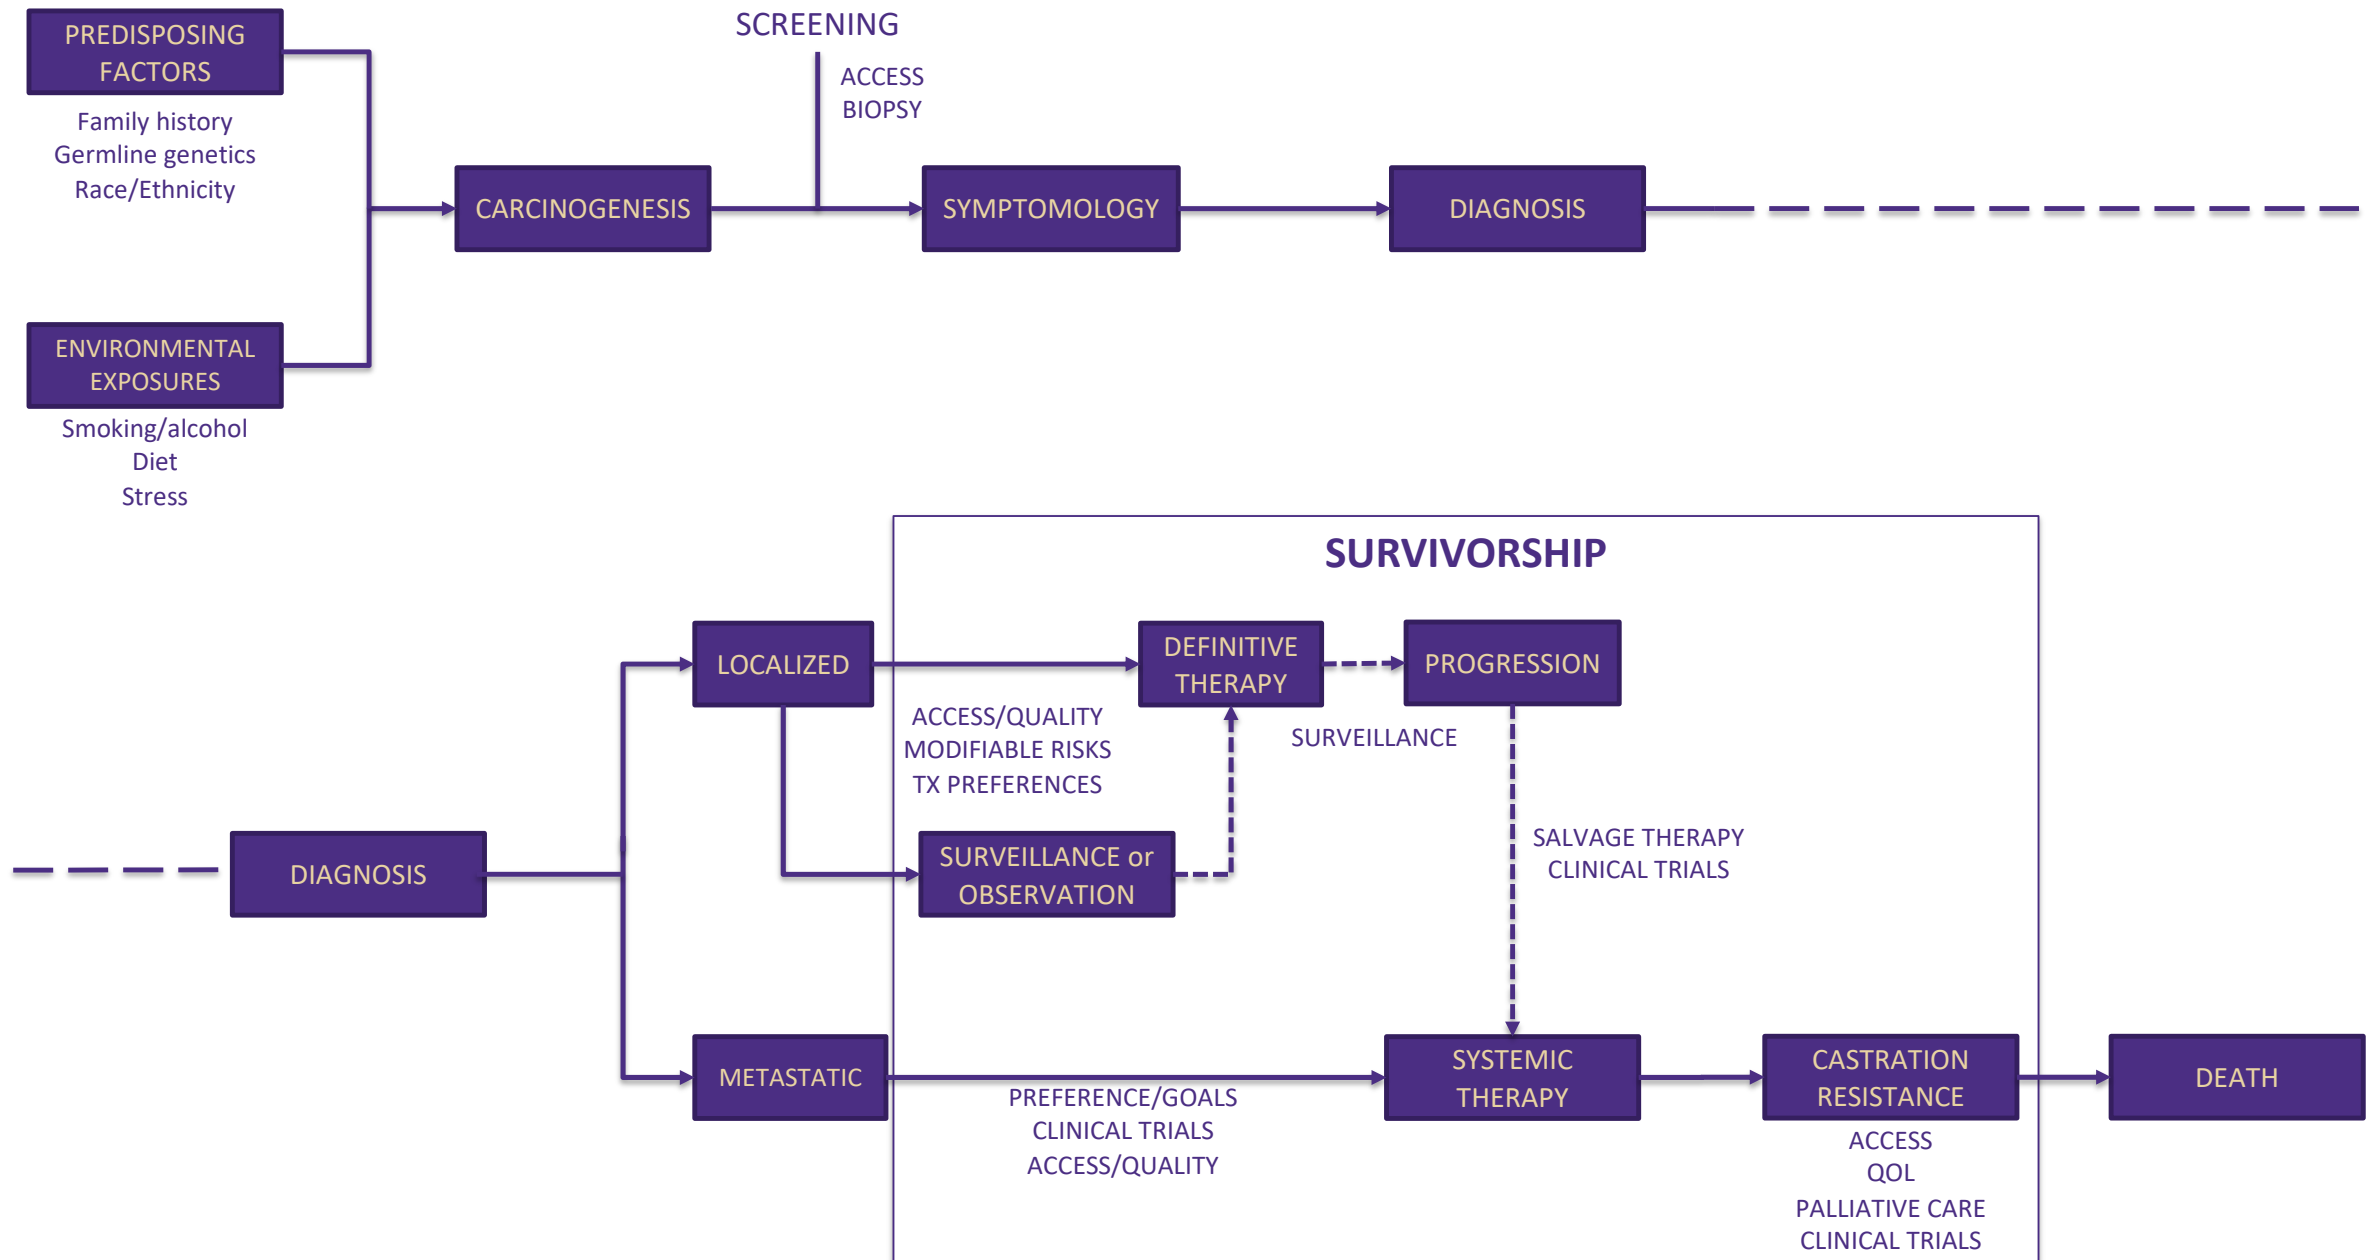 PREDISPOSING
FACTORS
Family history
Germline genetics
Race/Ethnicity
ENVIRONMENTAL
EXPOSURES
Smoking/alcohol
Diet
Stress
CARCINOGENESIS
SCREENING
ACCESS
BIOPSY
SYMPTOMOLOGY
DIAGNOSIS
SURVIVORSHIP
DIAGNOSIS
LOCALIZED
ACCESS/QUALITY
MODIFIABLE RISKS
TX PREFERENCES
DEFINITIVE
THERAPY
SURVEILLANCE
PROGRESSION
SURVEILLANCE or
OBSERVATION
SALVAGE THERAPY
CLINICAL TRIALS
METASTATIC
PREFERENCE/GOALS
CLINICAL TRIALS
ACCESS/QUALITY
SYSTEMIC
THERAPY
CASTRATION
RESISTANCE
ACCESS
QOL
PALLIATIVE CARE
CLINICAL TRIALS
DEATH